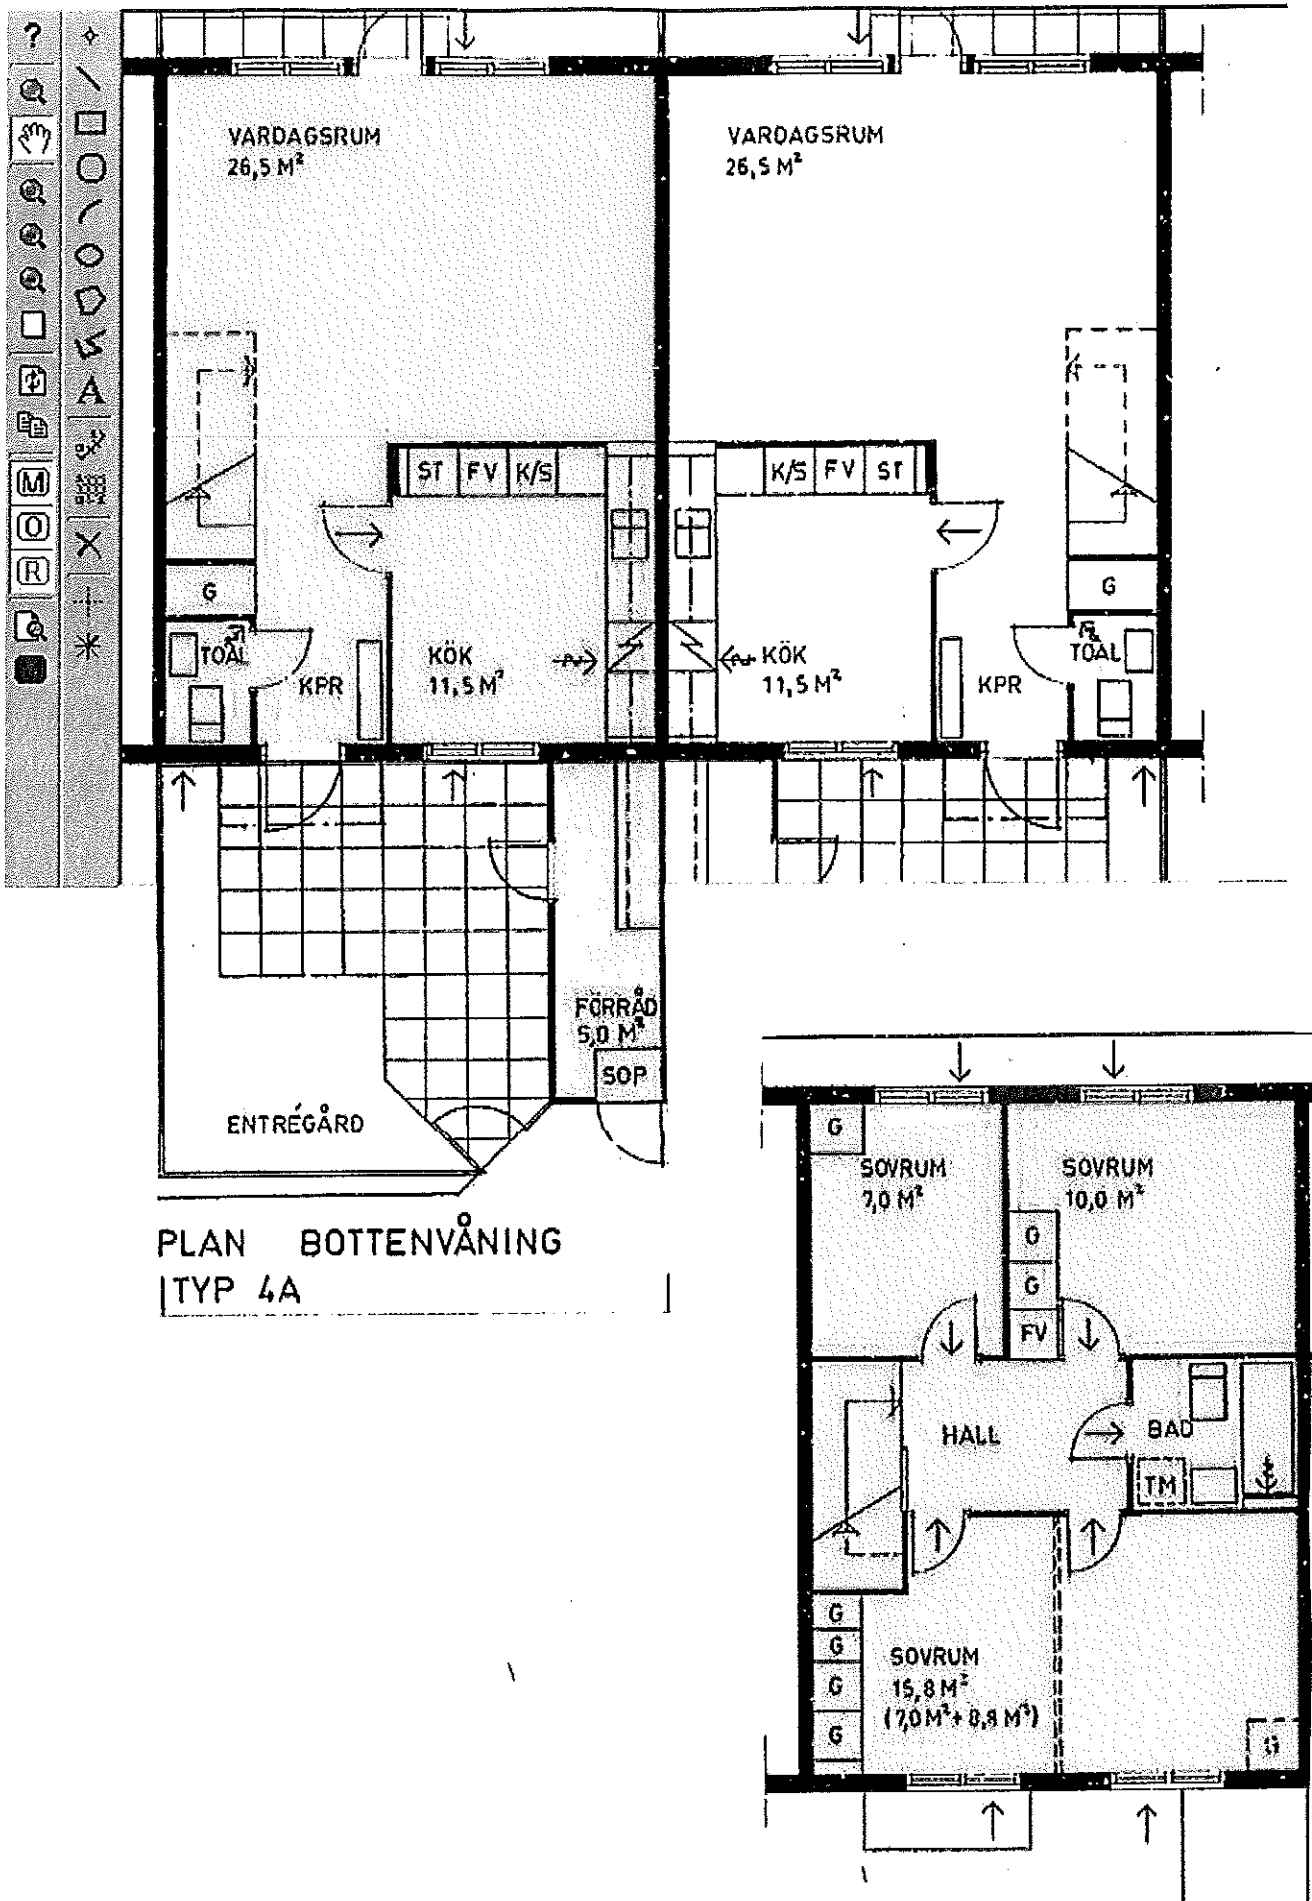 ?
A
M
O
R
VARDAGSRUM
26,5 M²
VARDAGSRUM
26,5 M²
ST FV K/S
K/S FV ST
G
G
TOAL
KPR
KÖK
11,5 M²
KÖK
11,5 M²
KPR
TOAL
FÖRRÅD
5,0 M²
SOP
ENTRÉGÅRD
PLAN BOTTENVÅNING
TYP 4A
G
SOVRUM
7,0 M²
SOVRUM
10,0 M²
G
G
FV
HALL
BAD
TM
G
G
G
G
SOVRUM
15,8 M²
(7,0 M² + 8,8 M²)
G